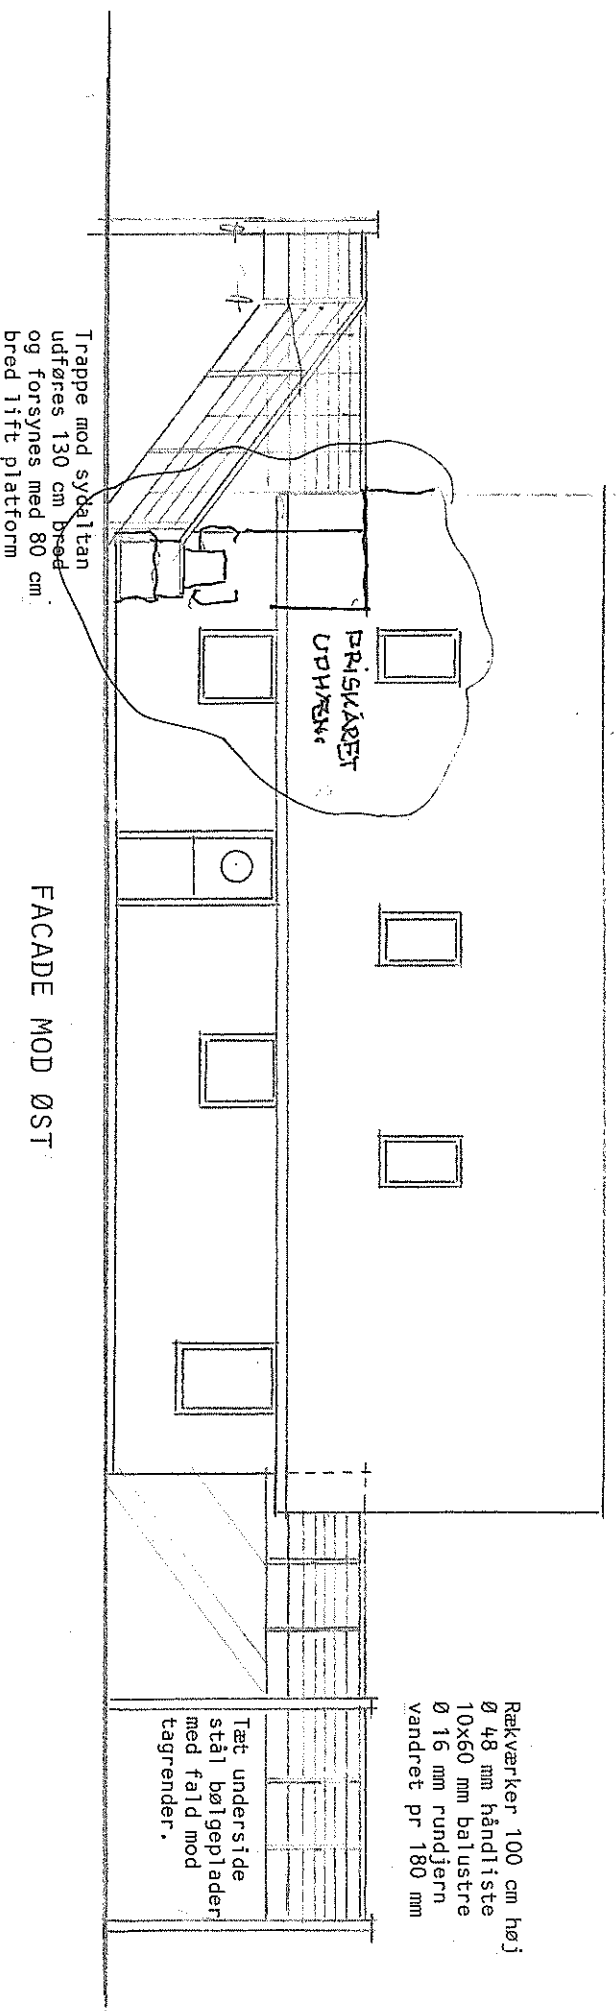 Rækværker 100 cm høj
Ø 48 mm håndliste
10x60 mm balustre
Ø 16 mm rundjern
vandret pr 180 mm
Tæt underside
stål bølgeplader
med fald mod
tagrender.
Trappe mod sydaltan
udføres 130 cm bred
og forsynes med 80 cm
bred lift platform
FACADE MOD ØST